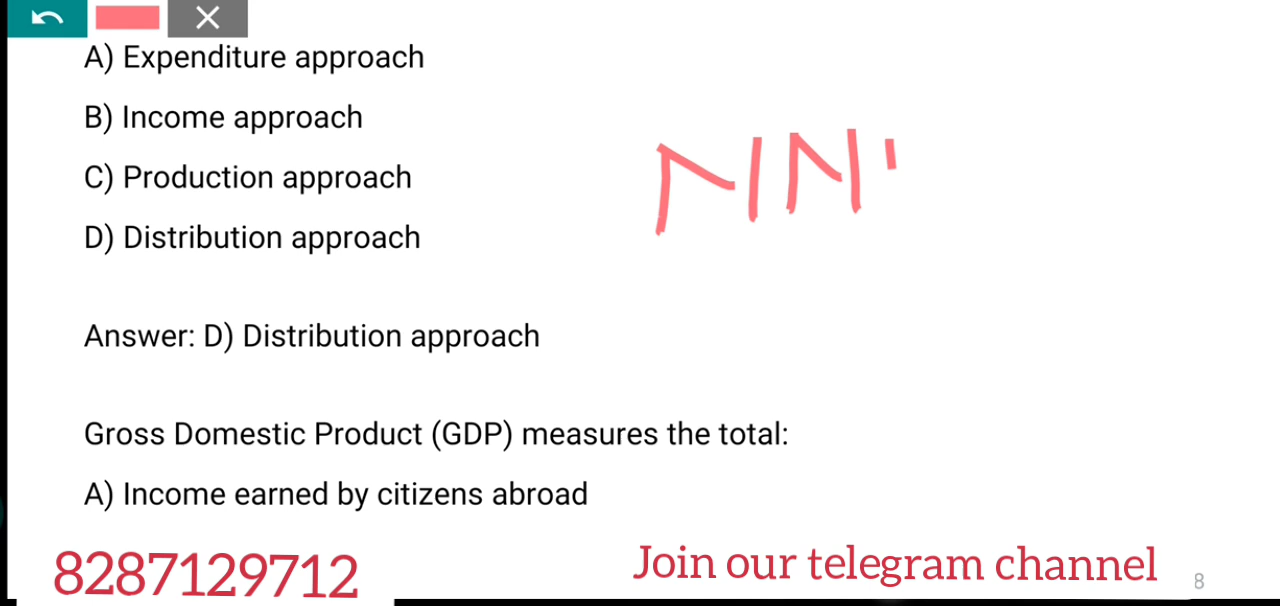 A) Expenditure approach
B) Income approach
NN'
C) Production approach
D) Distribution approach
Answer: D) Distribution approach
Gross Domestic Product (GDP) measures the total:
A) Income earned by citizens abroad
8287129712
Join our telegram channel
8